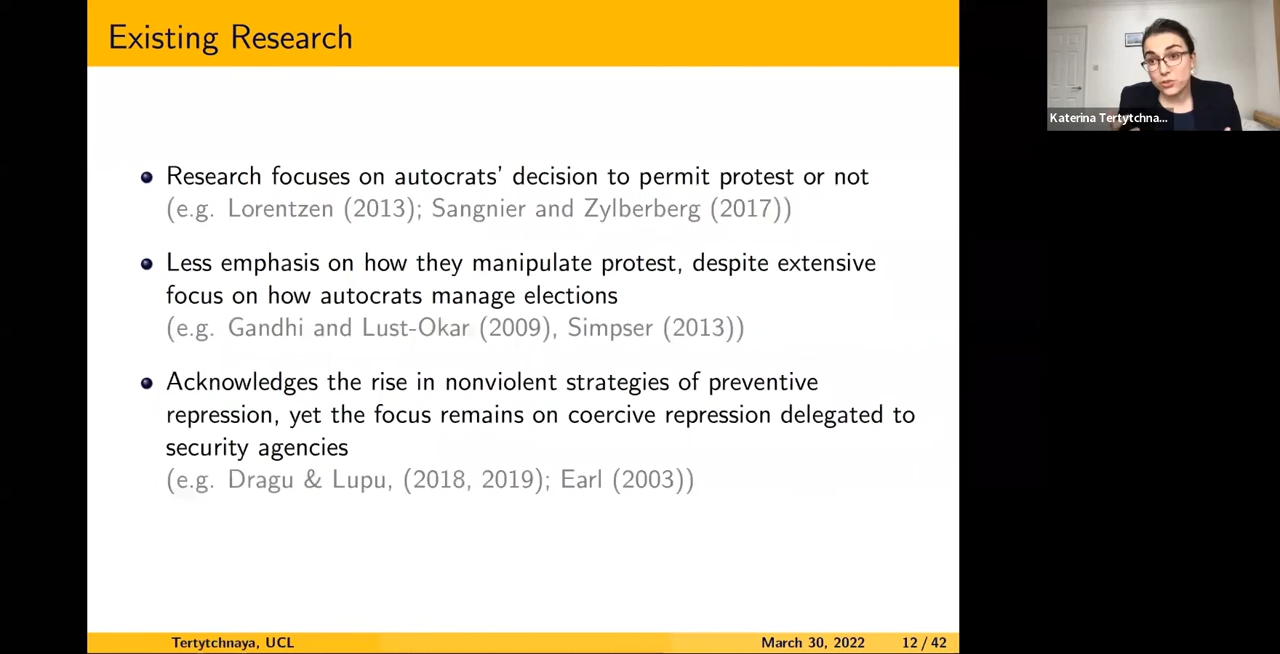 Existing Research
Research focuses on autocrats' decision to permit protest or not
(e.g. Lorentzen (2013); Sangnier and Zylberberg (2017))
Less emphasis on how they manipulate protest, despite extensive
focus on how autocrats manage elections
(e.g. Gandhi and Lust-Okar (2009), Simpser (2013))
Acknowledges the rise in nonviolent strategies of preventive
repression, yet the focus remains on coercive repression delegated to
security agencies
(e.g. Dragu & Lupu, (2018, 2019); Earl (2003))
Tertytchnaya, UCL March 30, 2022 12 / 42
Katerina Tertytchna...